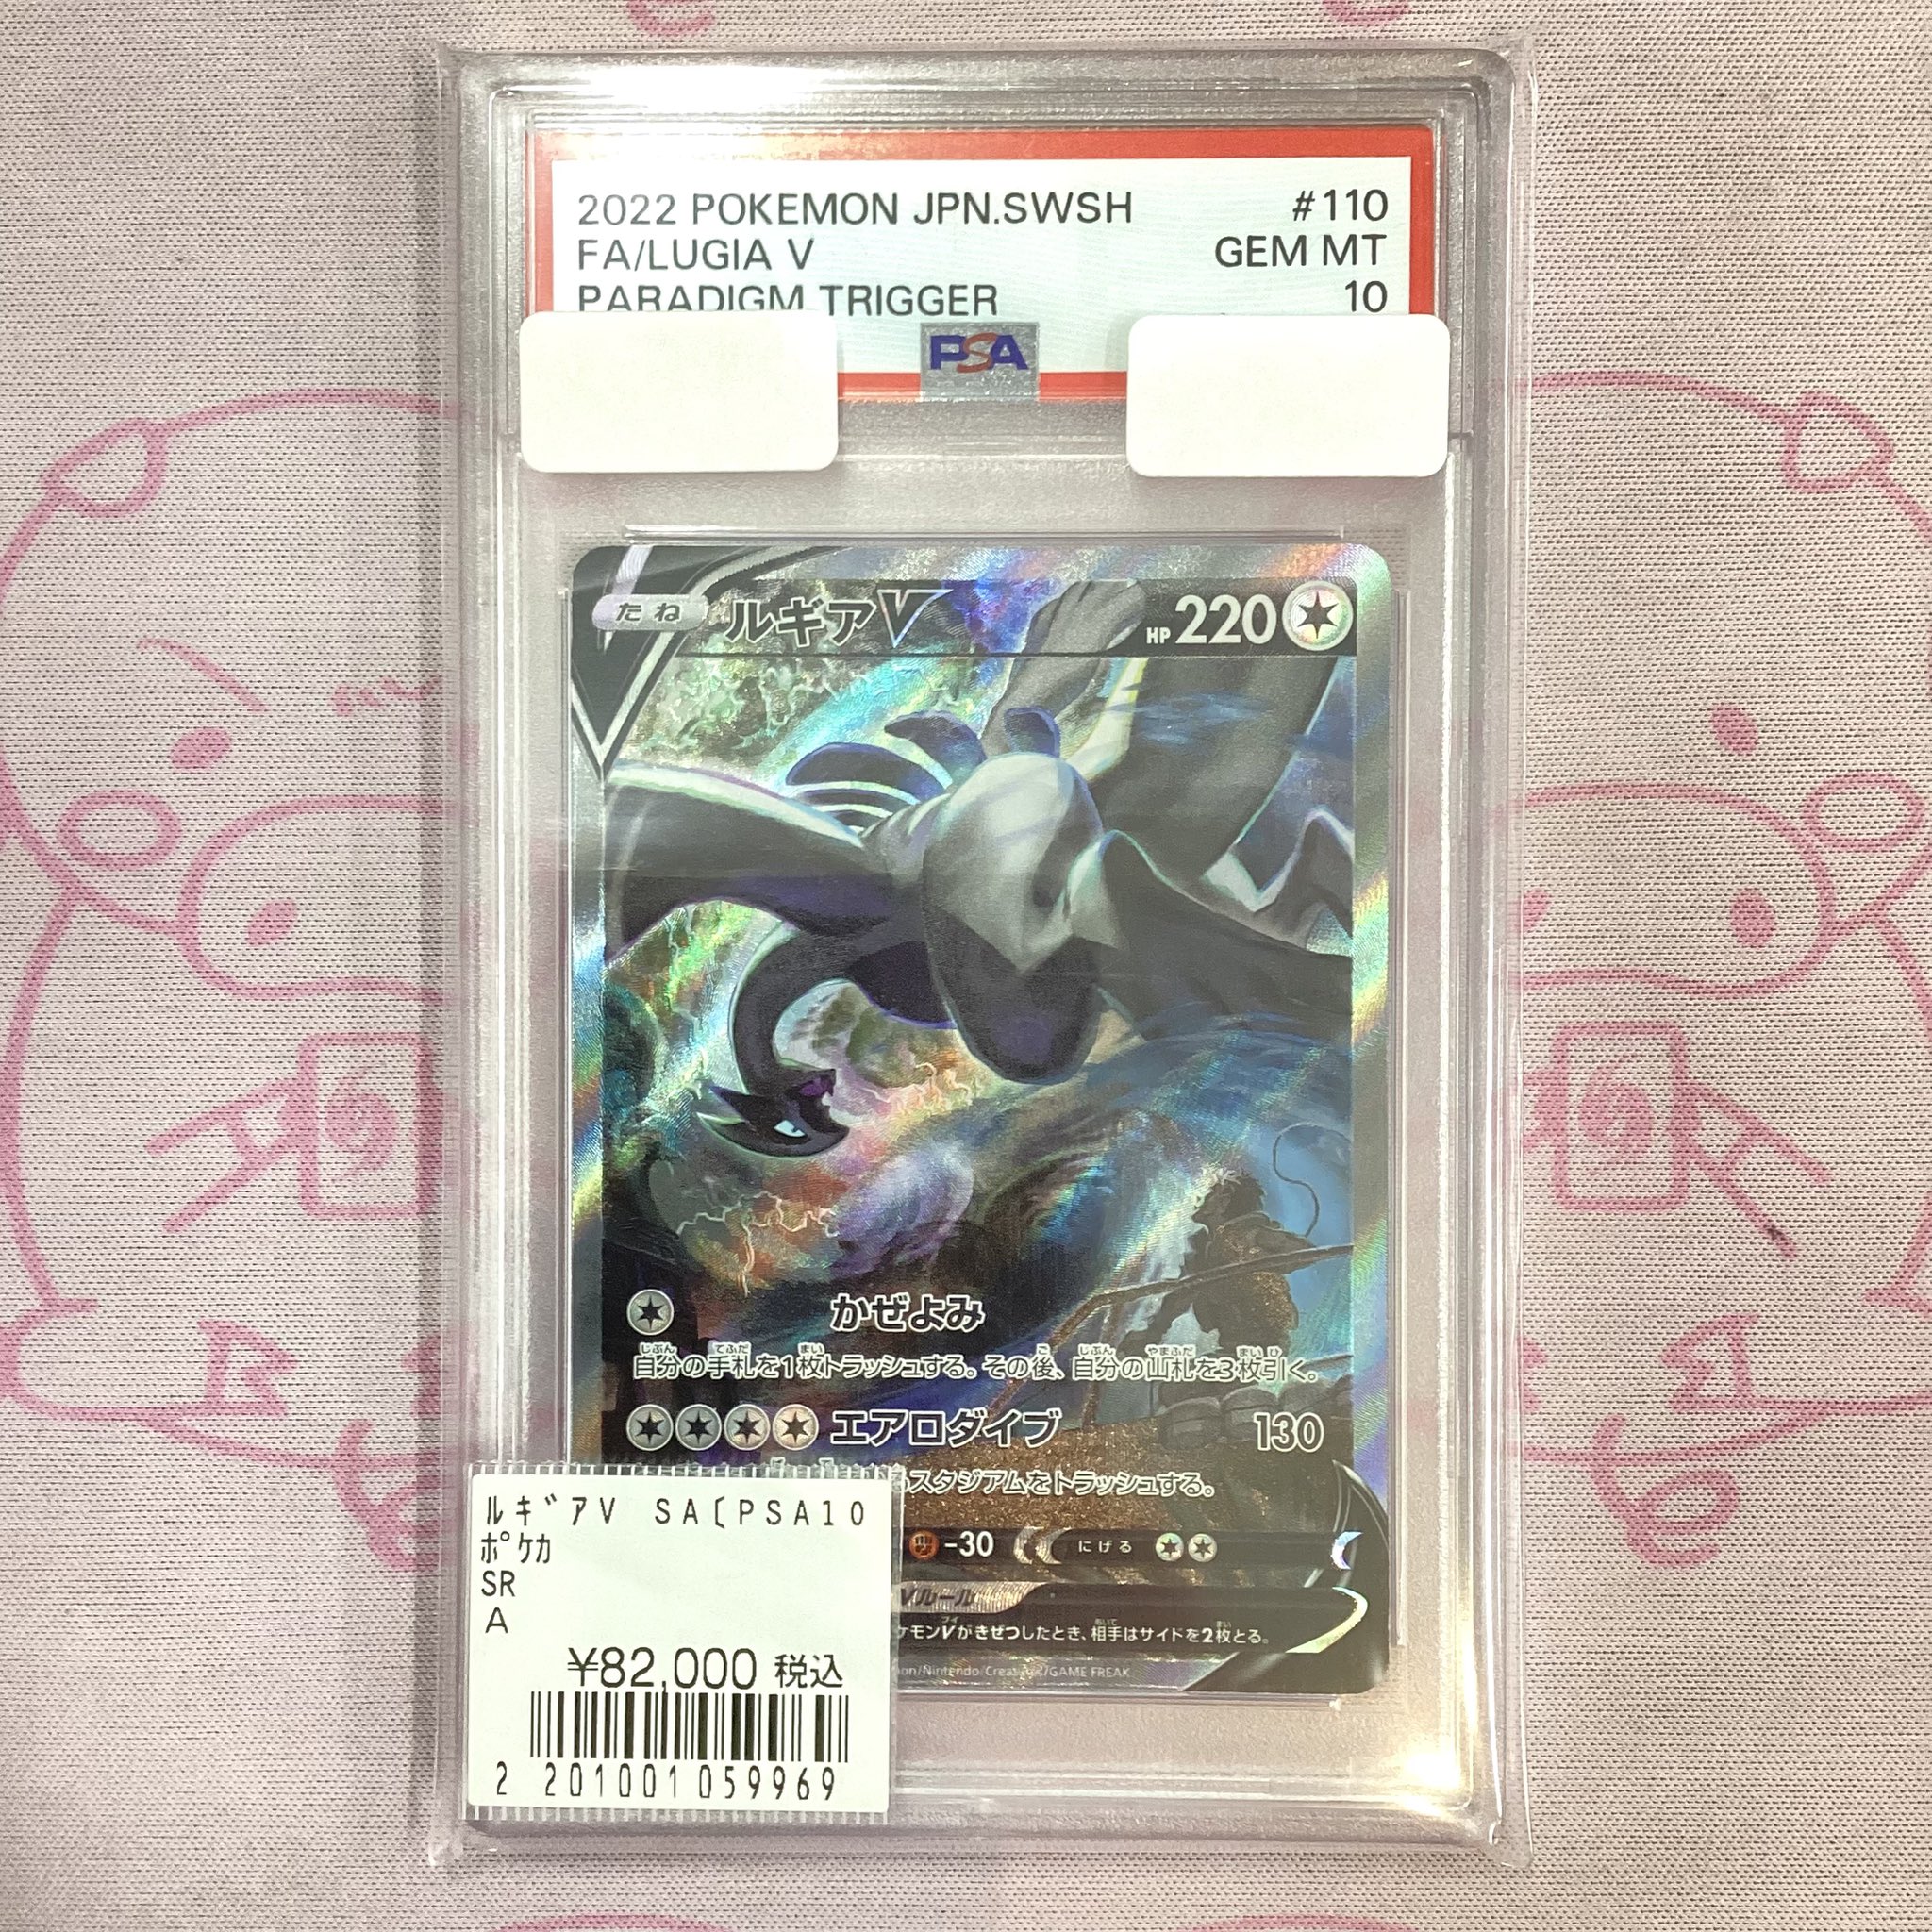 2022 POKEMON JPN.SWSH #110
FA/LUGIA V GEM MT
PARADIGM TRIGGER 10
PSA
たね ルギアV HP 220
かぜよみ
自分の手札を1枚トラッシュする。その後、自分の山札を3枚引く。
エアロダイブ 130
スタジアムをトラッシュする。
-30 にげる
Vルール
ケモンVがきぜつしたとき、相手はサイドを2枚とる。
/Nintendo/Creatures/GAME FREAK
ルギアV SA[PSA10
ポケカ
SR
A
¥82,000 税込
2 201001 059969